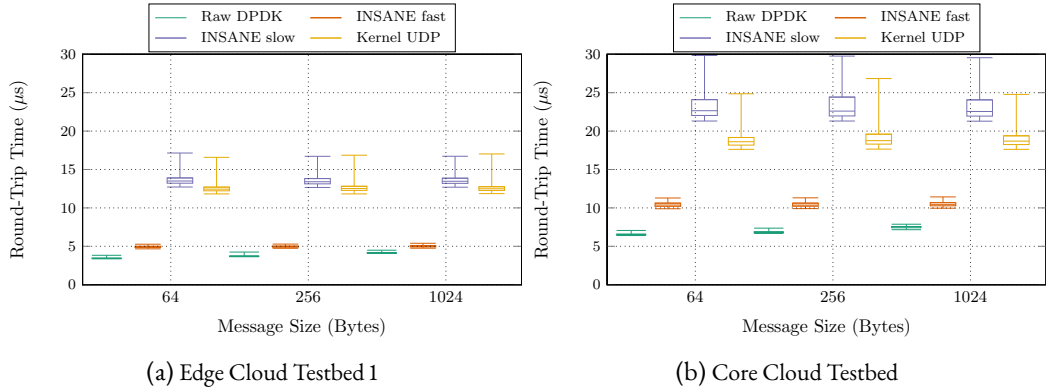 Raw DPDK INSANE fast
INSANE slow Kernel UDP
30
25
20
15
10
5
0
Round-Trip Time (μs)
64 256 1024
Message Size (Bytes)
(a) Edge Cloud Testbed 1
Raw DPDK INSANE fast
INSANE slow Kernel UDP
30
25
20
15
10
5
0
Round-Trip Time (μs)
64 256 1024
Message Size (Bytes)
(b) Core Cloud Testbed